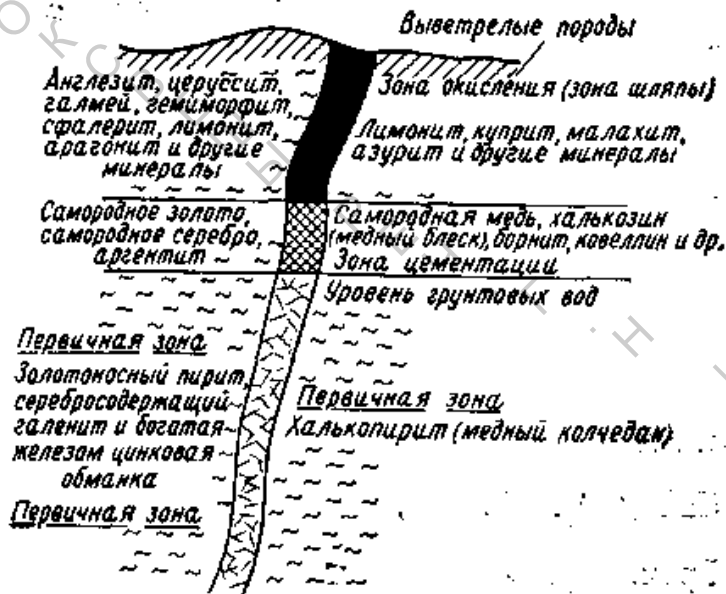 Выветрелые породы
Англезит, церуссит,
галмей, гемиморфит,
сфалерит, лимонит,
арагонит и другие
минералы
Зона окисления (зона шляпы)
Лимонит, куприт, малахит,
азурит и другие минералы
Самородное золото,
самородное серебро,
аргентит
Самородная медь, халькозин
(медный блеск), борнит, ковеллин и др.
Зона цементации
Уровень грунтовых вод
Первичная зона
Золотоносный пирит,
серебросодержащий
галенит и богатая
железам цинковая
обманка
Первичная зона
Первичная зона
Халькопирит (медный колчедан)